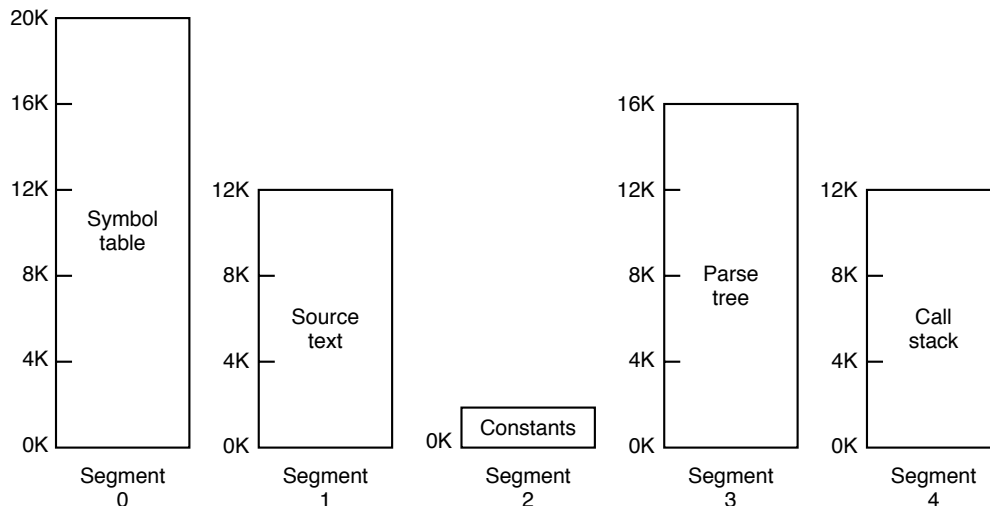 20K
16K
12K
8K
4K
0K
Symbol
table
Segment
0
12K
8K
4K
0K
Source
text
Segment
1
0K
Constants
Segment
2
16K
12K
8K
4K
0K
Parse
tree
Segment
3
12K
8K
4K
0K
Call
stack
Segment
4